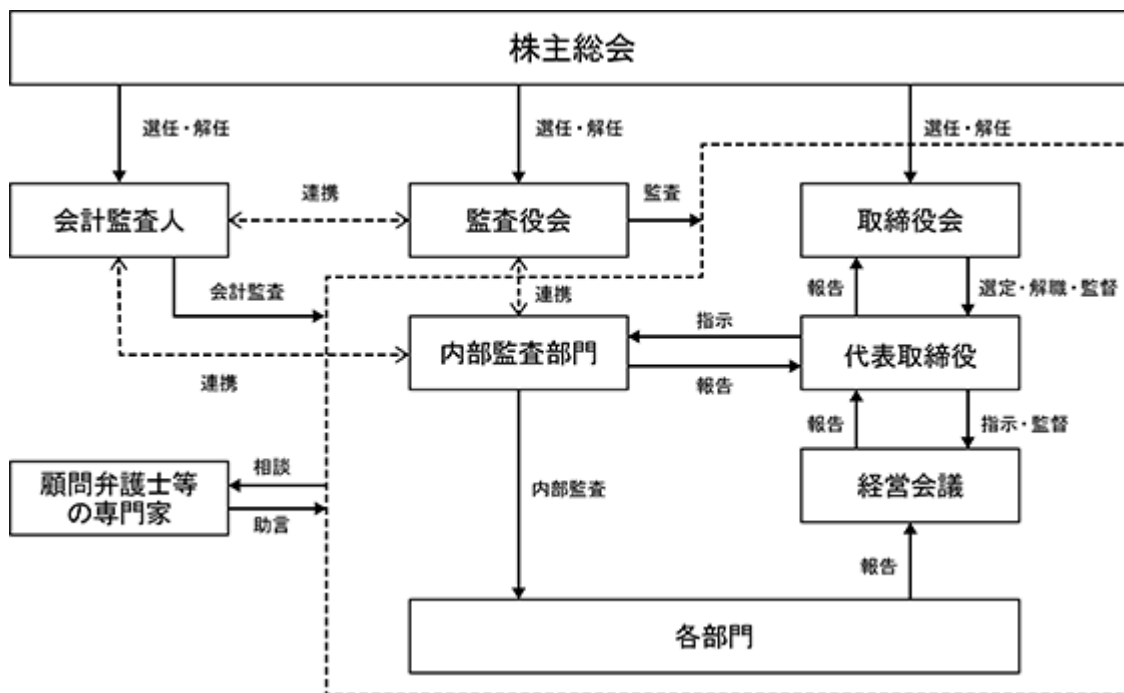 株主総会
選任・解任
選任・解任
選任・解任
連携
監査
会計監査人
監査役会
取締役会
会計監査
連携
報告
選定・解職・監督
指示
内部監査部門
代表取締役
連携
報告
報告
指示・監督
顧問弁護士等
の専門家
相談
助言
内部監査
経営会議
報告
各部門